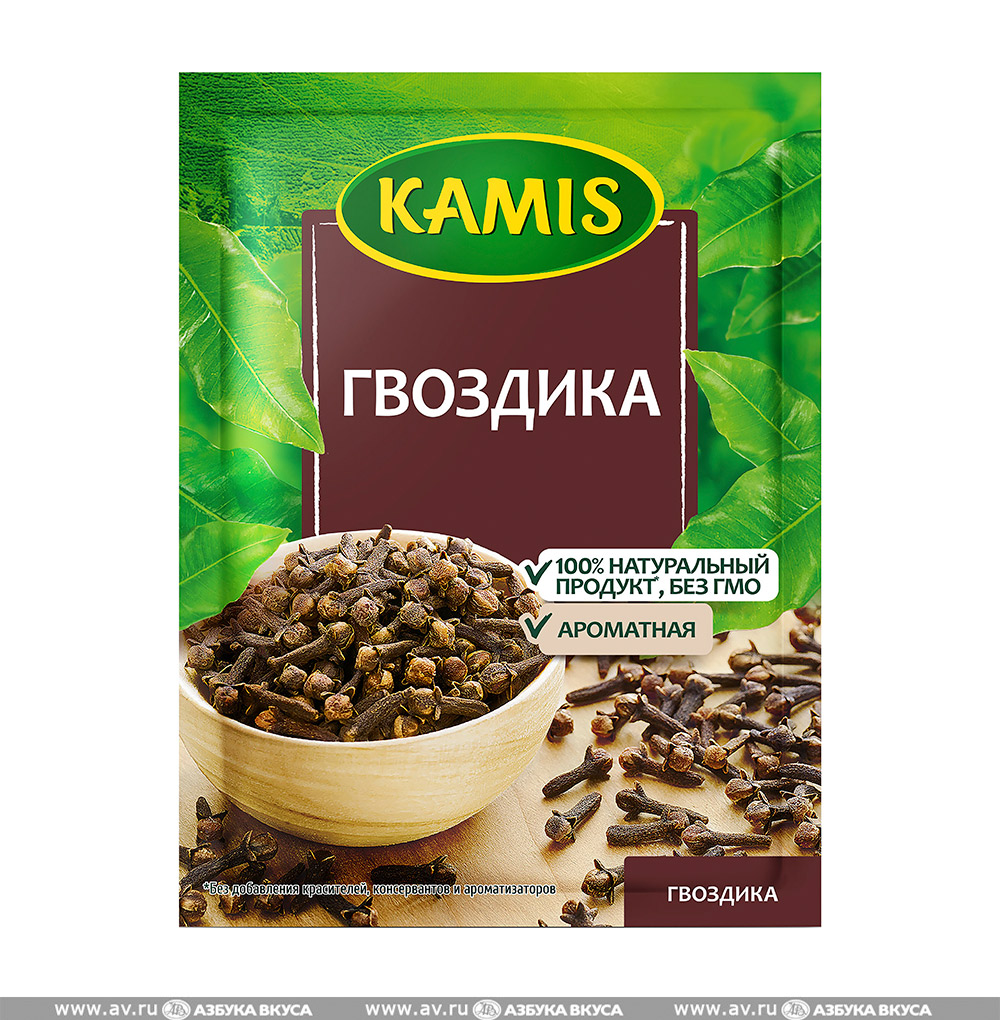 KAMIS
ГВОЗДИКА
100% НАТУРАЛЬНЫЙ
ПРОДУКТ*, БЕЗ ГМО
АРОМАТНАЯ
*Без добавления красителей, консервантов и ароматизаторов
ГВОЗДИКА
www.av.ru АЗБУКА ВКУСА www.av.ru АЗБУКА ВКУСА www.av.ru АЗБУКА ВКУСА